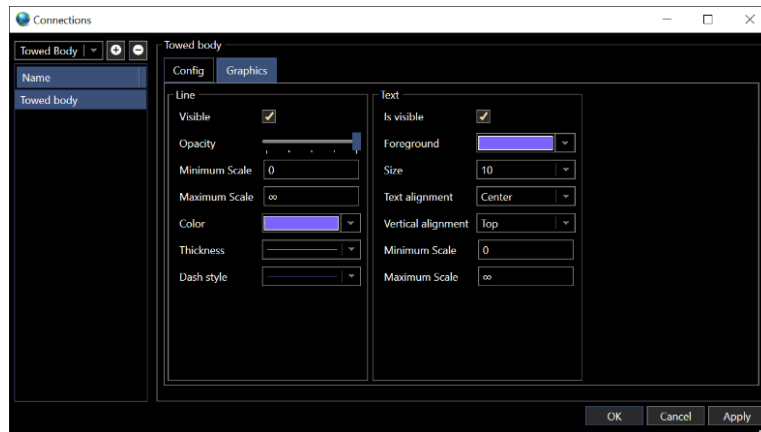 Connections
Towed Body
Name
Towed body
Towed body
Config
Graphics
Line
Visible
Opacity
Minimum Scale 0
Maximum Scale ∞
Color
Thickness
Dash style
Text
Is visible
Foreground
Size 10
Text alignment Center
Vertical alignment Top
Minimum Scale 0
Maximum Scale ∞
OK
Cancel
Apply